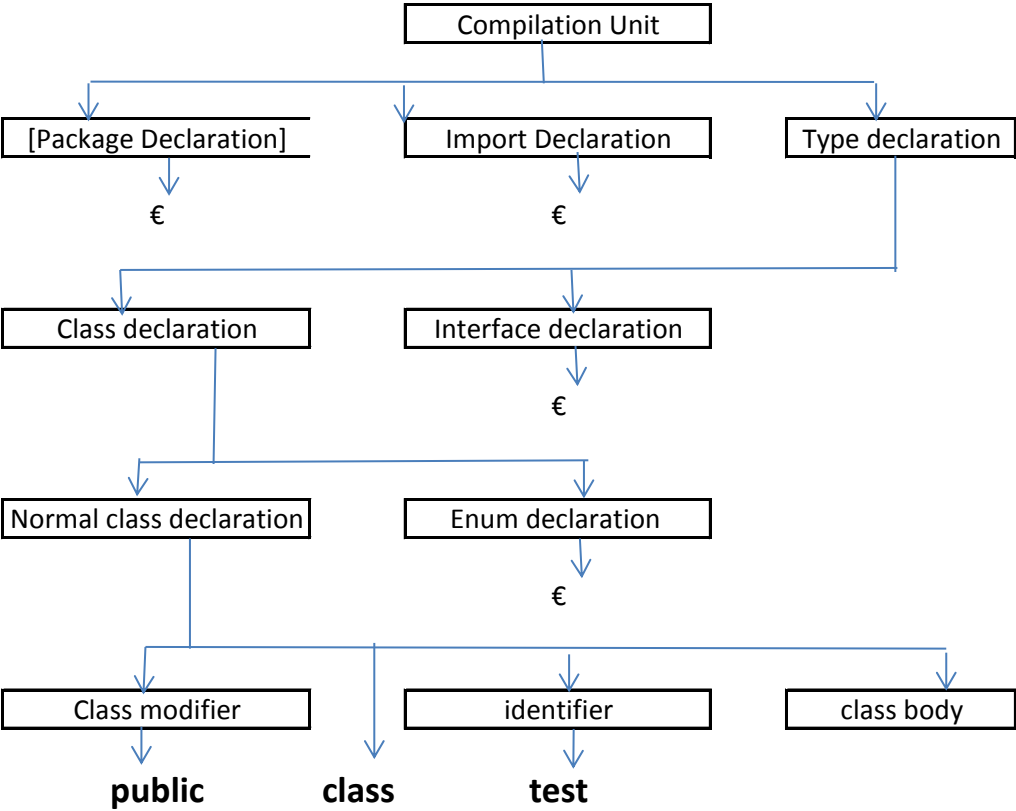 Compilation Unit
[Package Declaration]
Import Declaration
Type declaration
€
€
Class declaration
Interface declaration
€
Normal class declaration
Enum declaration
€
Class modifier
identifier
class body
public
class
test